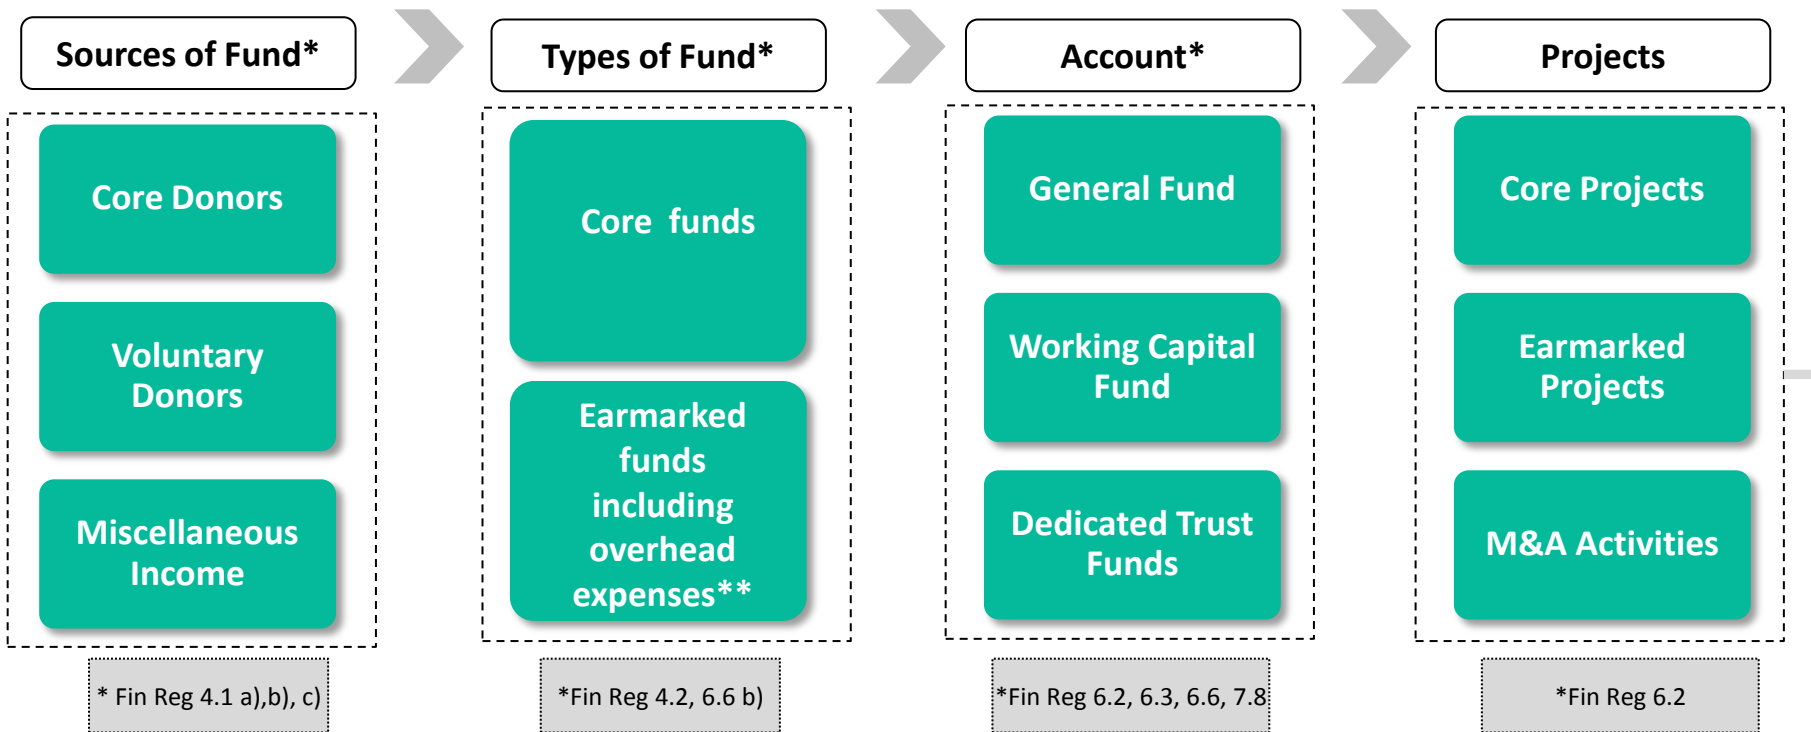 Sources of Fund*
Types of Fund*
Account*
Projects
Core Donors
Voluntary
Donors
Miscellaneous
Income
* Fin Reg 4.1 a),b), c)
Core  funds
Earmarked
funds
including
overhead
expenses**
*Fin Reg 4.2, 6.6 b)
General Fund
Working Capital
Fund
Dedicated Trust
Funds
*Fin Reg 6.2, 6.3, 6.6, 7.8
Core Projects
Earmarked
Projects
M&A Activities
*Fin Reg 6.2